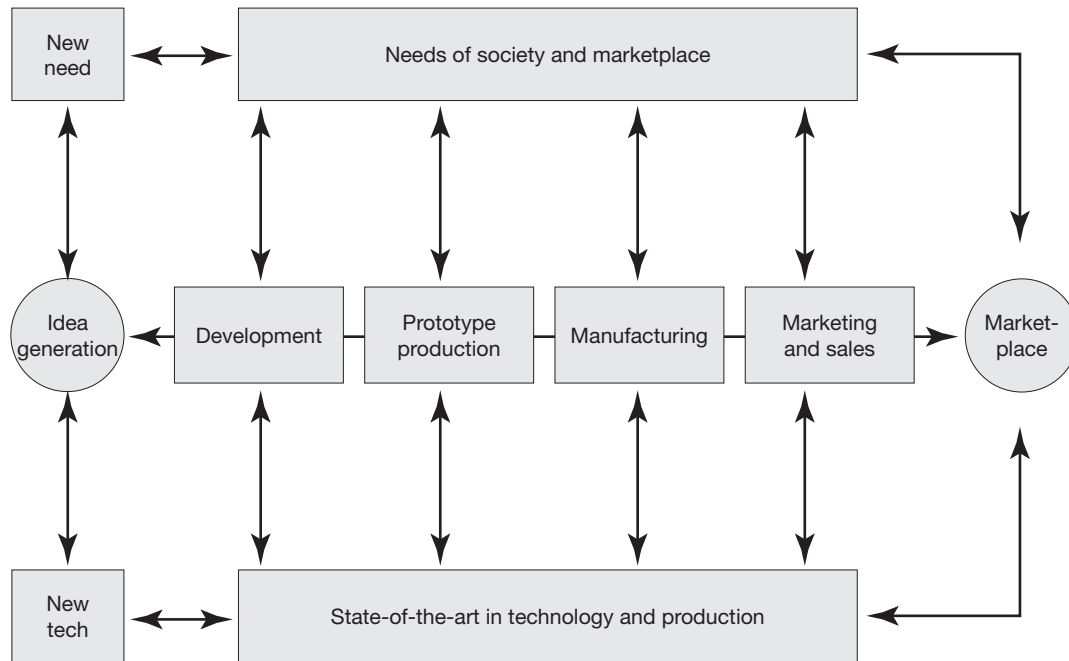 New
need
Needs of society and marketplace
Idea
generation
Development
Prototype
production
Manufacturing
Marketing
and sales
Market-
place
New
tech
State-of-the-art in technology and production